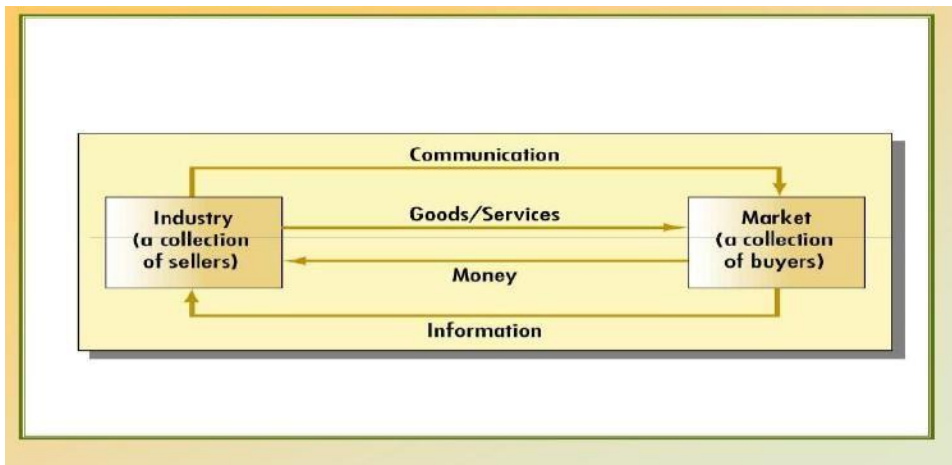 Communication
Industry
(a collection
of sellers)
Goods/Services
Market
(a collection
of buyers)
Money
Information